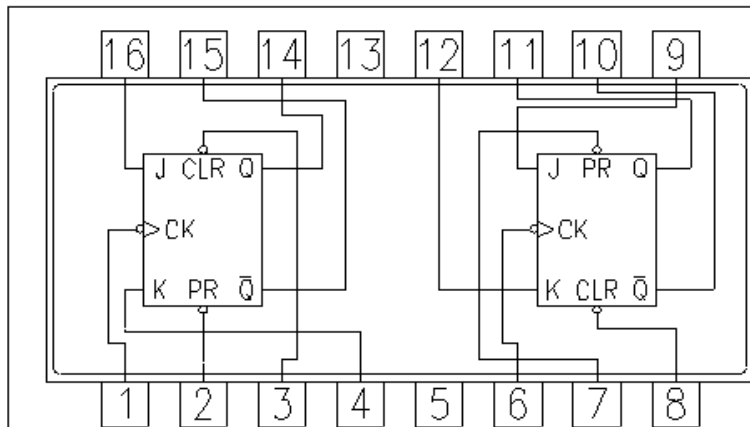 16 15 14 13 12 11 10 9
J CLR Q J PR Q
CK CK
K PR Q̅ K CLR Q̅
1 2 3 4 5 6 7 8